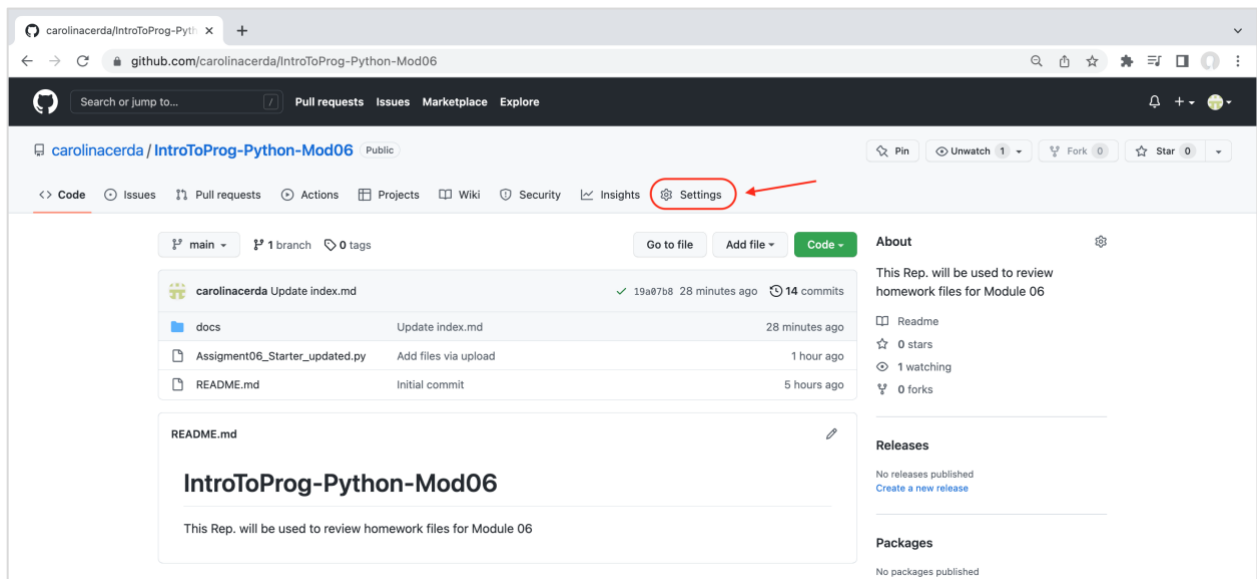 carolinacerda/IntroToProg-Pyth
github.com/carolinacerda/IntroToProg-Python-Mod06
Search or jump to... / Pull requests Issues Marketplace Explore
carolinacerda / IntroToProg-Python-Mod06 Public
Pin Unwatch 1 Fork 0 Star 0
Code Issues Pull requests Actions Projects Wiki Security Insights Settings
main 1 branch 0 tags Go to file Add file Code
carolinacerda Update index.md 19a07b8 28 minutes ago 14 commits
docs Update index.md 28 minutes ago
Assigment06_Starter_updated.py Add files via upload 1 hour ago
README.md Initial commit 5 hours ago
README.md
IntroToProg-Python-Mod06
This Rep. will be used to review homework files for Module 06
About
This Rep. will be used to review
homework files for Module 06
Readme
0 stars
1 watching
0 forks
Releases
No releases published
Create a new release
Packages
No packages published